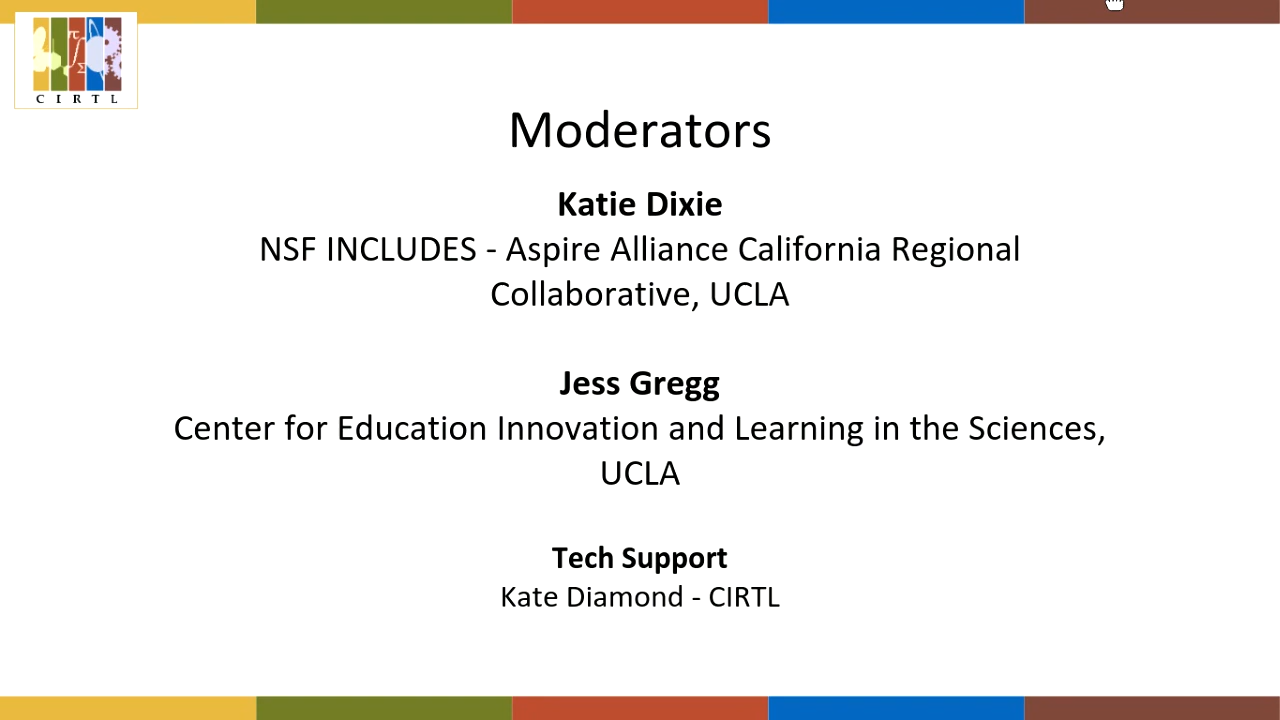 CIRTL
Moderators
Katie Dixie
NSF INCLUDES - Aspire Alliance California Regional
Collaborative, UCLA
Jess Gregg
Center for Education Innovation and Learning in the Sciences,
UCLA
Tech Support
Kate Diamond - CIRTL